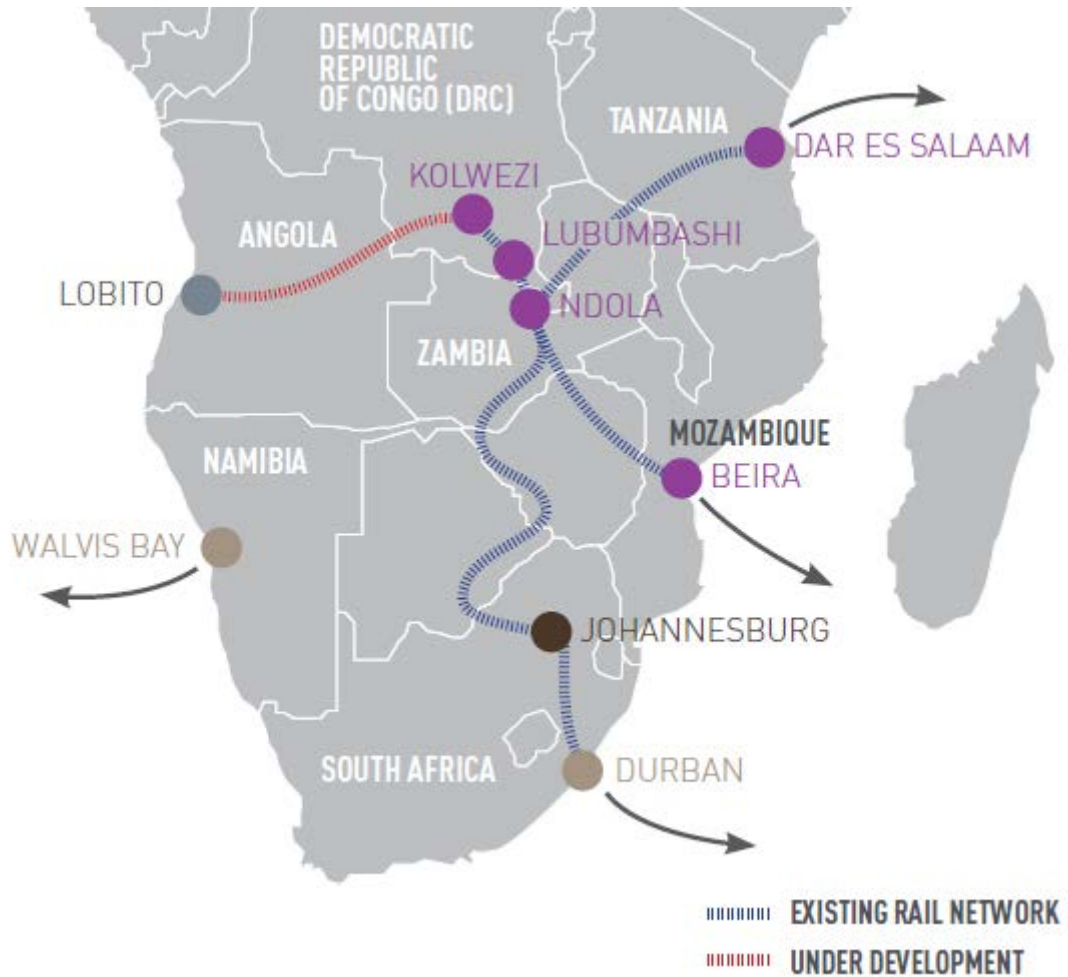 DEMOCRATIC
REPUBLIC
OF CONGO (DRC)
TANZANIA
DAR ES SALAAM
KOLWEZI
ANGOLA
LUBUMBASHI
LOBITO
NDOLA
ZAMBIA
MOZAMBIQUE
NAMIBIA
BEIRA
WALVIS BAY
JOHANNESBURG
SOUTH AFRICA
DURBAN
EXISTING RAIL NETWORK
UNDER DEVELOPMENT